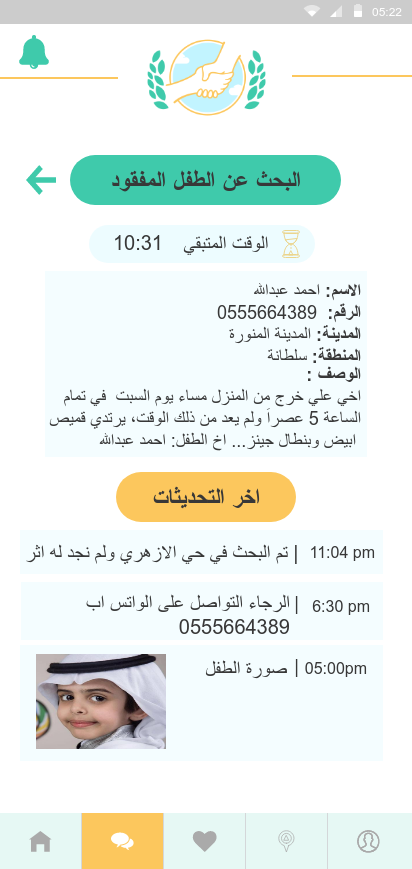 05:22
البحث عن الطفل المفقود
الوقت المتبقي 10:31
الاسم: احمد عبدالله
الرقم: 0555664389
المدينة: المدينة المنورة
المنطقة: سلطانة
الوصف :
اخي علي خرج من المنزل مساء يوم السبت في تمام
الساعة 5 عصراَ ولم يعد من ذلك الوقت، يرتدي قميص
ابيض وبنطال جينز... اخ الطفل: احمد عبدالله
اخر التحديثات
11:04 pm | تم البحث في حي الازهري ولم نجد له اثر
6:30 pm | الرجاء التواصل على الواتس اب
0555664389
05:00pm | صورة الطفل